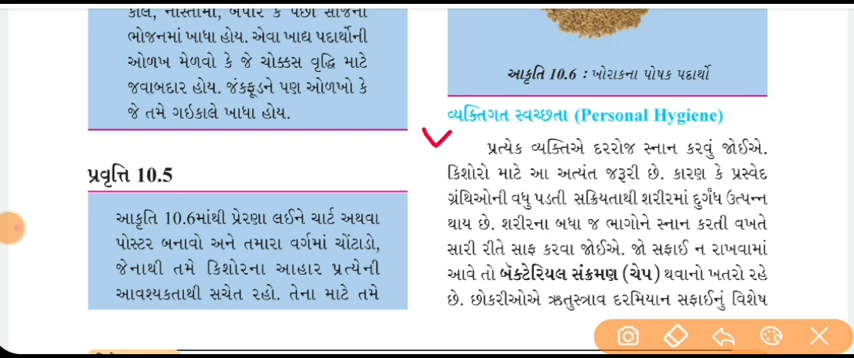 કાલે, નાસ્તામાં, બપોરે કે પછી સાંજના
ભોજનમાં ખાધા હોય. એવા ખાદ્ય પદાર્થોની
ઓળખ મેળવો કે જે ચોક્કસ વૃદ્ધિ માટે
જવાબદાર હોય. જંકફૂડને પણ ઓળખો કે
જે તમે ગઇકાલે ખાધા હોય.
પ્રવૃત્તિ 10.5
આકૃતિ 10.6માંથી પ્રેરણા લઈને ચાર્ટ અથવા
પોસ્ટર બનાવો અને તમારા વર્ગમાં ચોંટાડો,
જેનાથી તમે કિશોરના આહાર પ્રત્યેની
આવશ્યકતાથી સચેત રહો. તેના માટે તમે
આકૃતિ 10.6 : ખોરાકના પોષક પદાર્થો
વ્યક્તિગત સ્વચ્છતા (Personal Hygiene)
પ્રત્યેક વ્યક્તિએ દરરોજ સ્નાન કરવું જોઈએ.
કિશોરો માટે આ અત્યંત જરૂરી છે. કારણ કે પ્રસ્વેદ
ગ્રંથિઓની વધુ પડતી સક્રિયતાથી શરીરમાં દુર્ગંધ ઉત્પન્ન
થાય છે. શરીરના બધા જ ભાગોને સ્નાન કરતી વખતે
સારી રીતે સાફ કરવા જોઈએ. જો સફાઈ ન રાખવામાં
આવે તો બૅક્ટેરિયલ સંક્રમણ (ચેપ) થવાનો ખતરો રહે
છે. છોકરીઓએ ઋતુસ્ત્રાવ દરમિયાન સફાઈનું વિશેષ